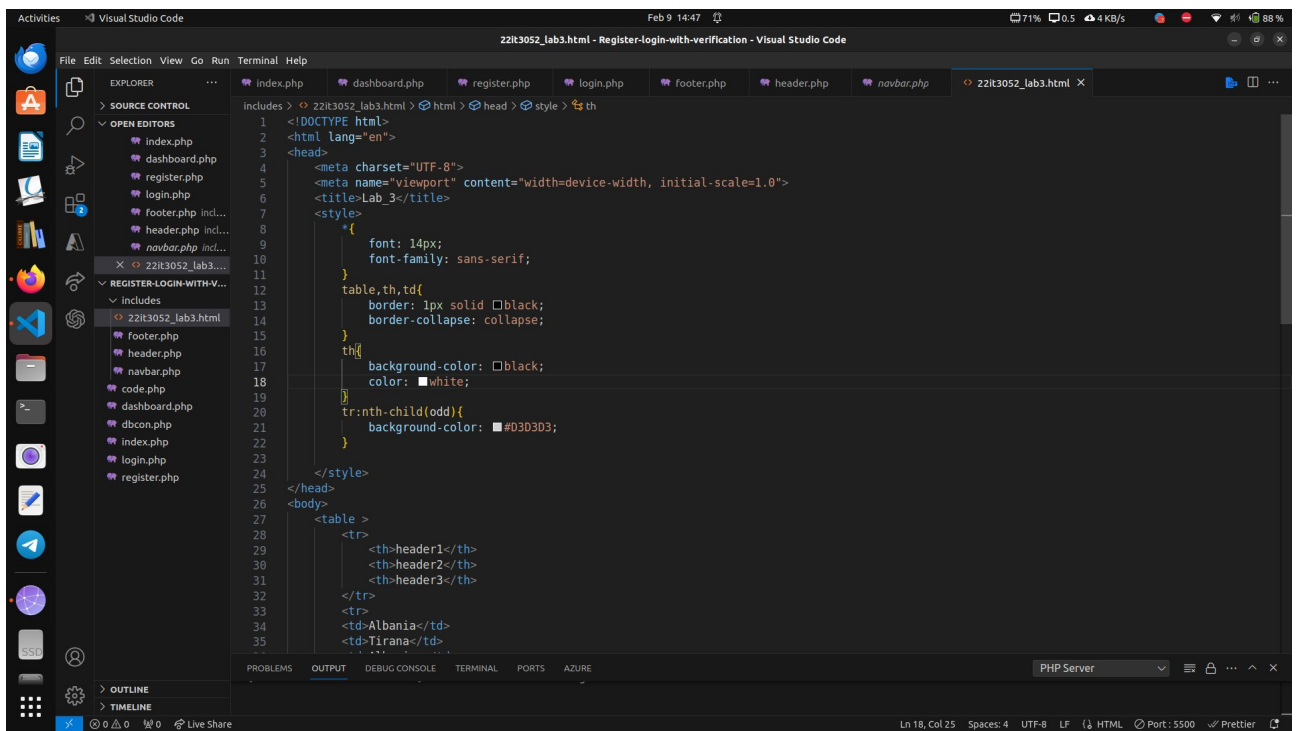 Activities Visual Studio Code Feb 9 14:47 71% 0.5 4 KB/s 88 %
22it3052_lab3.html - Register-login-with-verification - Visual Studio Code
File Edit Selection View Go Run Terminal Help
EXPLORER ...
SOURCE CONTROL
OPEN EDITORS
index.php
dashboard.php
register.php
login.php
footer.php incl...
header.php incl...
navbar.php incl...
22it3052_lab3....
REGISTER-LOGIN-WITH-V...
includes
22it3052_lab3.html
footer.php
header.php
navbar.php
code.php
dashboard.php
dbcon.php
index.php
login.php
register.php
OUTLINE
TIMELINE
index.php dashboard.php register.php login.php footer.php header.php navbar.php 22it3052_lab3.html
includes > 22it3052_lab3.html > html > head > style > th
1 <!DOCTYPE html>
2 <html lang="en">
3 <head>
4 <meta charset="UTF-8">
5 <meta name="viewport" content="width=device-width, initial-scale=1.0">
6 <title>Lab_3</title>
7 <style>
8 *{
9 font: 14px;
10 font-family: sans-serif;
11 }
12 table,th,td{
13 border: 1px solid black;
14 border-collapse: collapse;
15 }
16 th{
17 background-color: black;
18 color: white;
19 }
20 tr:nth-child(odd){
21 background-color: #D3D3D3;
22 }
23
24 </style>
25 </head>
26 <body>
27 <table >
28 <tr>
29 <th>header1</th>
30 <th>header2</th>
31 <th>header3</th>
32 </tr>
33 <tr>
34 <td>Albania</td>
35 <td>Tirana</td>
PROBLEMS OUTPUT DEBUG CONSOLE TERMINAL PORTS AZURE PHP Server
0 0 0 Live Share Ln 18, Col 25 Spaces: 4 UTF-8 LF HTML Port : 5500 Prettier
SSD
2